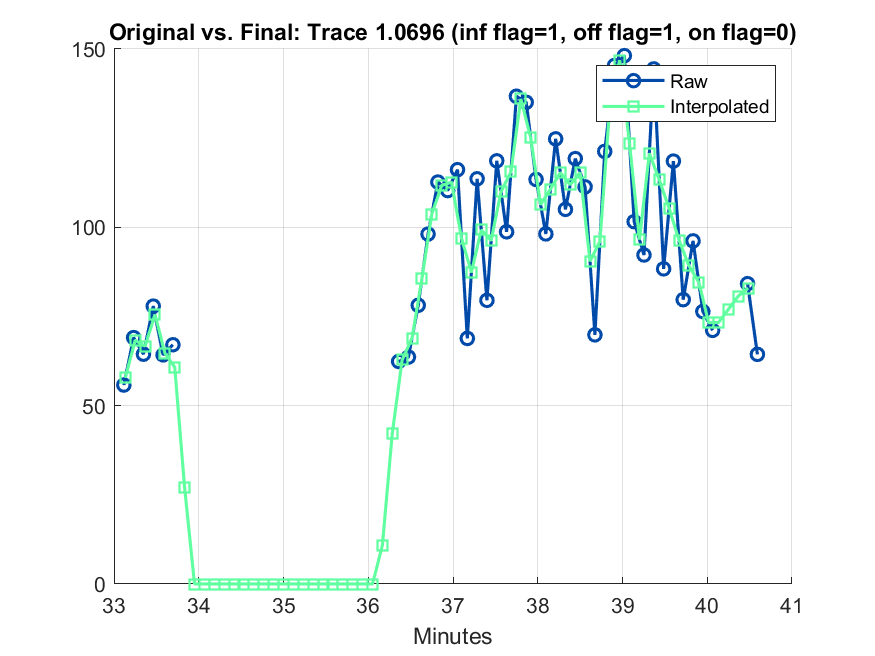 Original vs. Final: Trace 1.0696 (inf flag=1, off flag=1, on flag=0)
150
Raw
Interpolated
100
50
0
33 34 35 36 37 38 39 40 41
Minutes